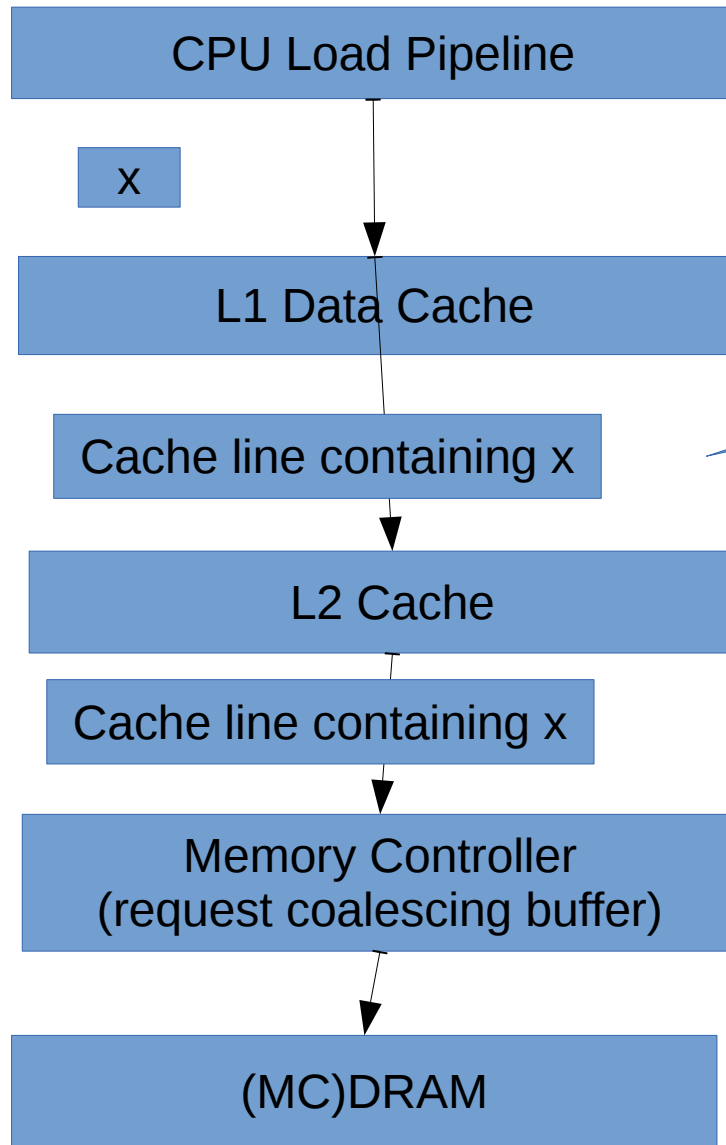 CPU Load Pipeline
x
L1 Data Cache
Cache line containing x
L2 Cache
Cache line containing x
Memory Controller
(request coalescing buffer)
(MC)DRAM